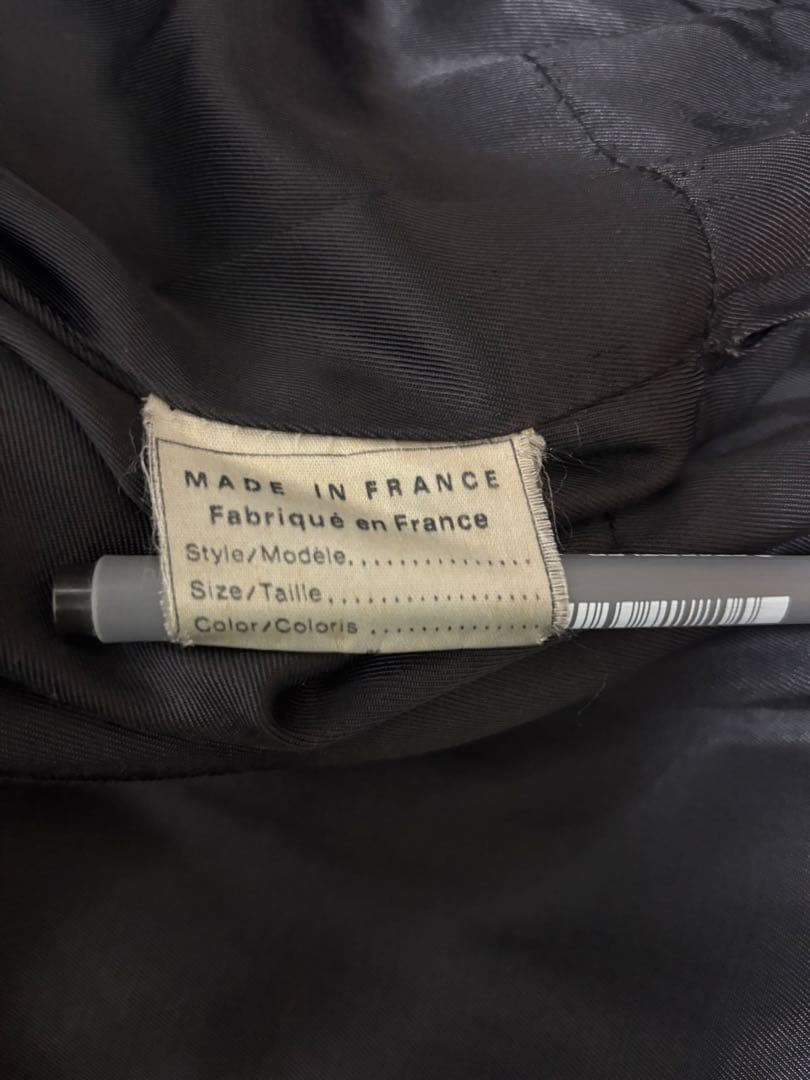 MADE IN FRANCE
Fabriqué en France
Style/Modèle...............
Size/Taille..................
Color/Coloris ...............